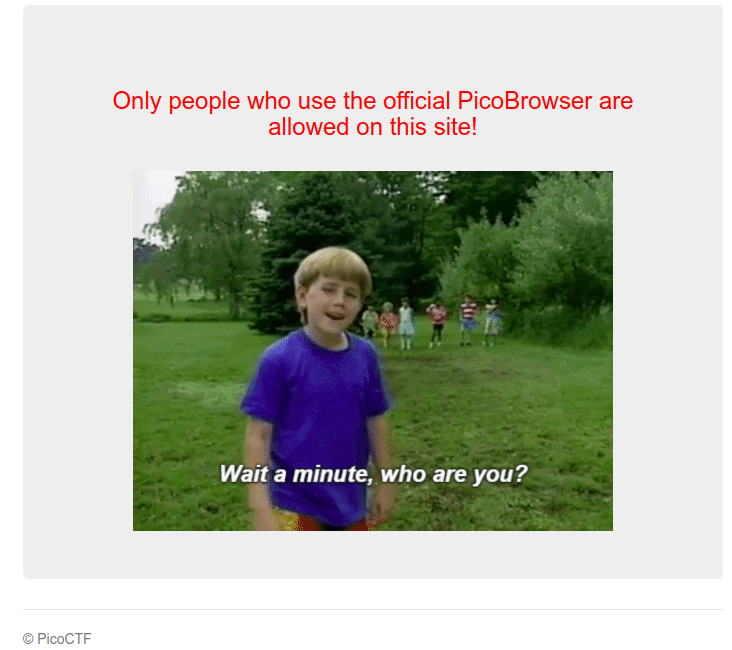 Only people who use the official PicoBrowser are
allowed on this site!
Wait a minute, who are you?
© PicoCTF